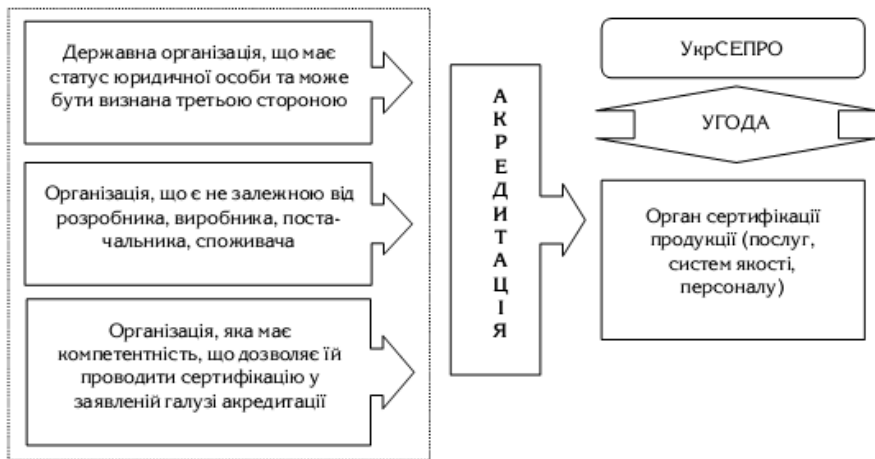 Державна організація, що має
статус юридичної особи та може
бути визнана третьою стороною
Організація, що є не залежною від
розробника, виробника, поста-
чальника, споживача
Організація, яка має
компетентність, що дозволяє їй
проводити сертифікацію у
заявленій галузі акредитації
А
К
Р
Е
Д
И
Т
А
Ц
І
Я
УкрСЕПРО
УГОДА
Орган сертифікації
продукції (послуг,
систем якості,
персоналу)